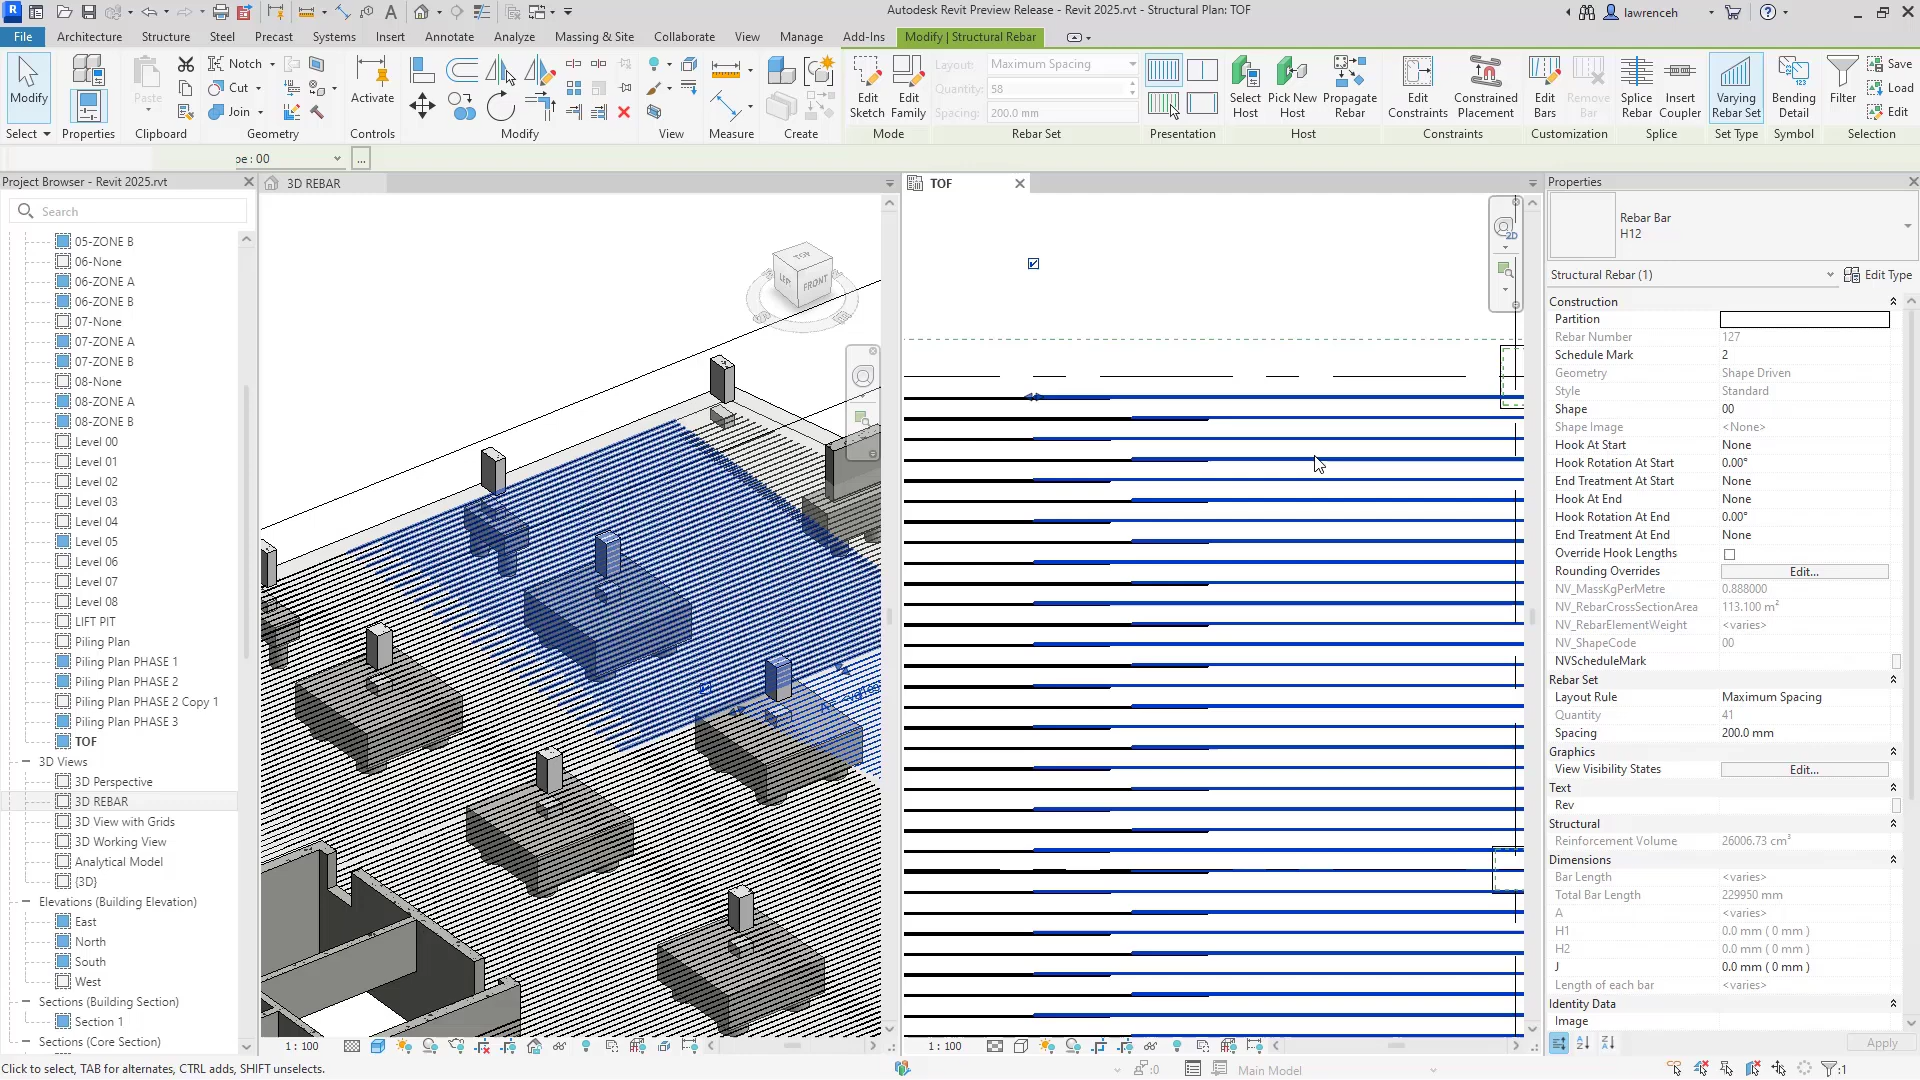 Autodesk Revit Preview Release - Revit 2025.rvt - Structural Plan: TOF
lawrenceh
File
Architecture
Structure
Steel
Precast
Systems
Insert
Annotate
Analyze
Massing & Site
Collaborate
View
Manage
Add-Ins
Modify | Structural Rebar
Modify
Paste
Notch
Cut
Join
Activate
Edit Sketch
Edit Family
Layout: Maximum Spacing
Quantity: 58
Spacing: 200.0 mm
Select Host
Pick New Host
Propagate Rebar
Edit Constraints
Constrained Placement
Edit Bars
Remove Bar
Splice Rebar
Insert Coupler
Varying Rebar Set
Bending Detail
Filter
Save
Load
Edit
Select
Properties
Clipboard
Geometry
Controls
Modify
View
Measure
Create
Mode
Rebar Set
Presentation
Host
Constraints
Customization
Splice
Set Type
Symbol
Selection
pe : 00
...
Project Browser - Revit 2025.rvt
Search
05-ZONE B
06-None
06-ZONE A
06-ZONE B
07-None
07-ZONE A
07-ZONE B
08-None
08-ZONE A
08-ZONE B
Level 00
Level 01
Level 02
Level 03
Level 04
Level 05
Level 06
Level 07
Level 08
LIFT PIT
Piling Plan
Piling Plan PHASE 1
Piling Plan PHASE 2
Piling Plan PHASE 2 Copy 1
Piling Plan PHASE 3
TOF
3D Views
3D Perspective
3D REBAR
3D View with Grids
3D Working View
Analytical Model
{3D}
Elevations (Building Elevation)
East
North
South
West
Sections (Building Section)
Section 1
Sections (Core Section)
3D REBAR
TOP
LEFT
FRONT
1 : 100
TOF
2D
1 : 100
Properties
Rebar Bar
H12
Structural Rebar (1)
Edit Type
Construction
Partition
Rebar Number 127
Schedule Mark 2
Geometry Shape Driven
Style Standard
Shape 00
Shape Image <None>
Hook At Start None
Hook Rotation At Start 0.00°
End Treatment At Start None
Hook At End None
Hook Rotation At End 0.00°
End Treatment At End None
Override Hook Lengths
Rounding Overrides Edit...
NV_MassKgPerMetre 0.888000
NV_RebarCrossSectionArea 113.100 m²
NV_RebarElementWeight <varies>
NV_ShapeCode 00
NVScheduleMark
Rebar Set
Layout Rule Maximum Spacing
Quantity 41
Spacing 200.0 mm
Graphics
View Visibility States Edit...
Text
Rev
Structural
Reinforcement Volume 26006.73 cm³
Dimensions
Bar Length <varies>
Total Bar Length 229950 mm
A <varies>
H1 0.0 mm ( 0 mm )
H2 0.0 mm ( 0 mm )
J 0.0 mm ( 0 mm )
Length of each bar <varies>
Identity Data
Image
Apply
Click to select, TAB for alternates, CTRL adds, SHIFT unselects.
:0
Main Model
:1